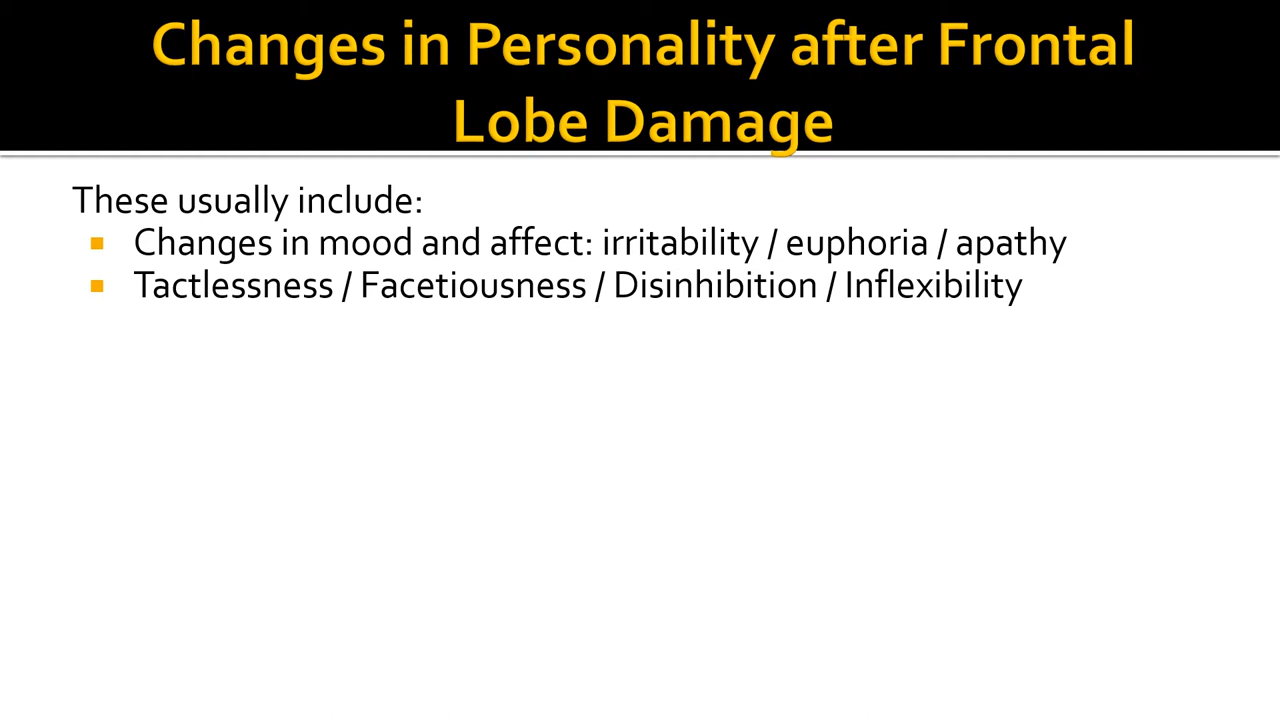 Changes in Personality after Frontal
Lobe Damage
These usually include:
Changes in mood and affect: irritability / euphoria / apathy
Tactlessness / Facetiousness / Disinhibition / Inflexibility